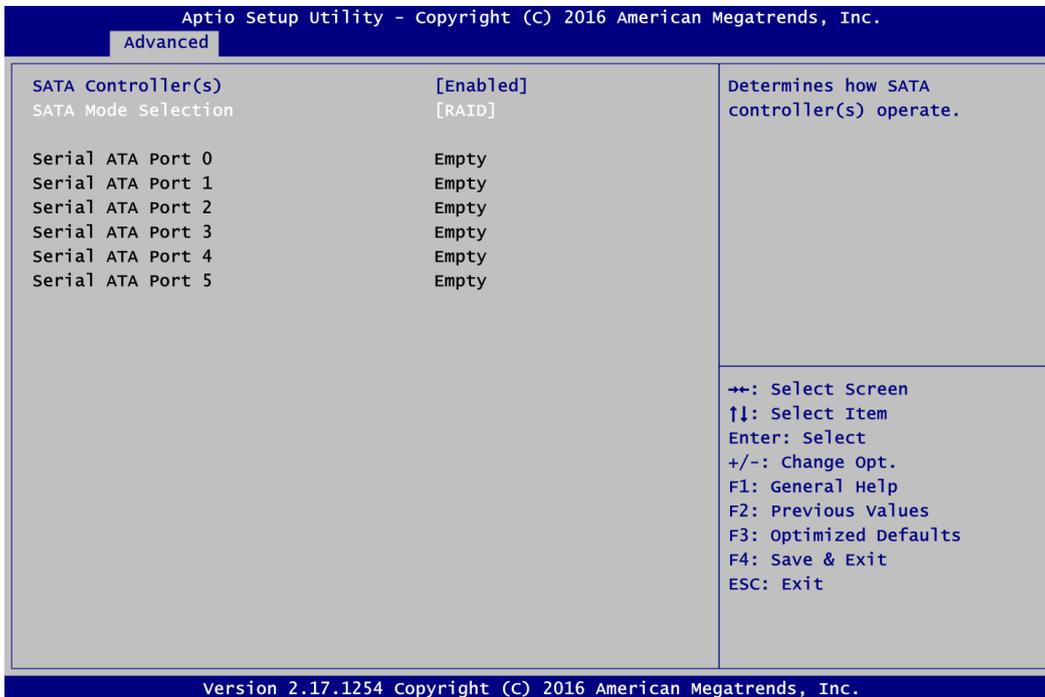 Aptio Setup Utility – Copyright (C) 2016 American Megatrends, Inc.
Advanced
SATA Controller(s) [Enabled]
SATA Mode Selection [RAID]
Serial ATA Port 0 Empty
Serial ATA Port 1 Empty
Serial ATA Port 2 Empty
Serial ATA Port 3 Empty
Serial ATA Port 4 Empty
Serial ATA Port 5 Empty
Determines how SATA
controller(s) operate.
→←: Select Screen
↑↓: Select Item
Enter: Select
+/-: Change Opt.
F1: General Help
F2: Previous Values
F3: Optimized Defaults
F4: Save & Exit
ESC: Exit
Version 2.17.1254 Copyright (C) 2016 American Megatrends, Inc.